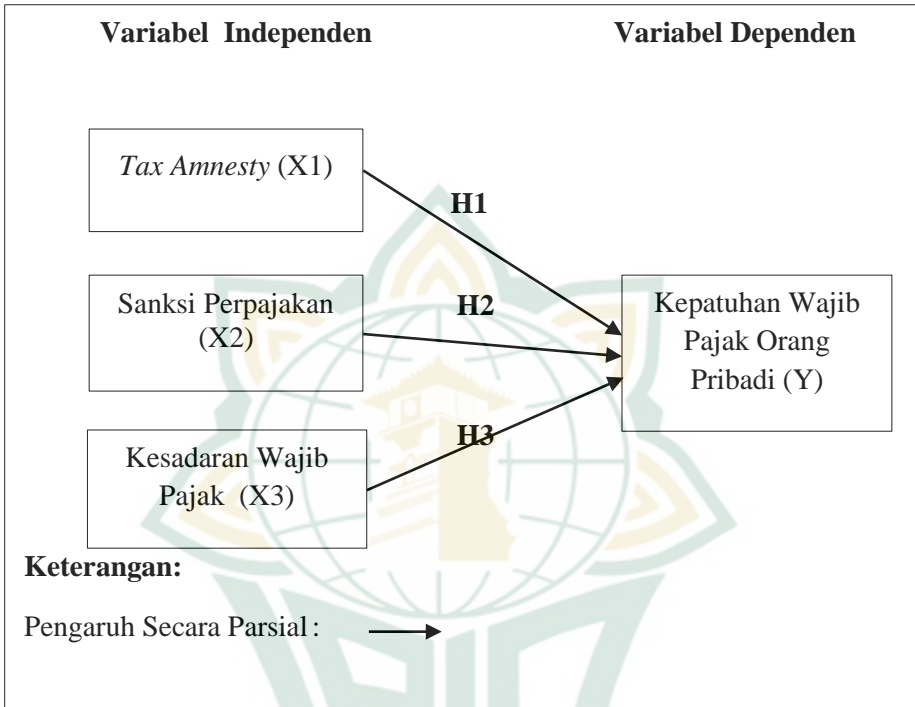 Variabel Independen
Variabel Dependen
Tax Amnesty (X1)
H1
Sanksi Perpajakan
(X2)
H2
Kepatuhan Wajib
Pajak Orang
Pribadi (Y)
Kesadaran Wajib
Pajak (X3)
H3
Keterangan:
Pengaruh Secara Parsial :